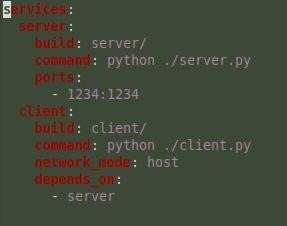 services:
  server:
    build: server/
    command: python ./server.py
    ports:
      - 1234:1234
  client:
    build: client/
    command: python ./client.py
    network_mode: host
    depends_on:
      - server